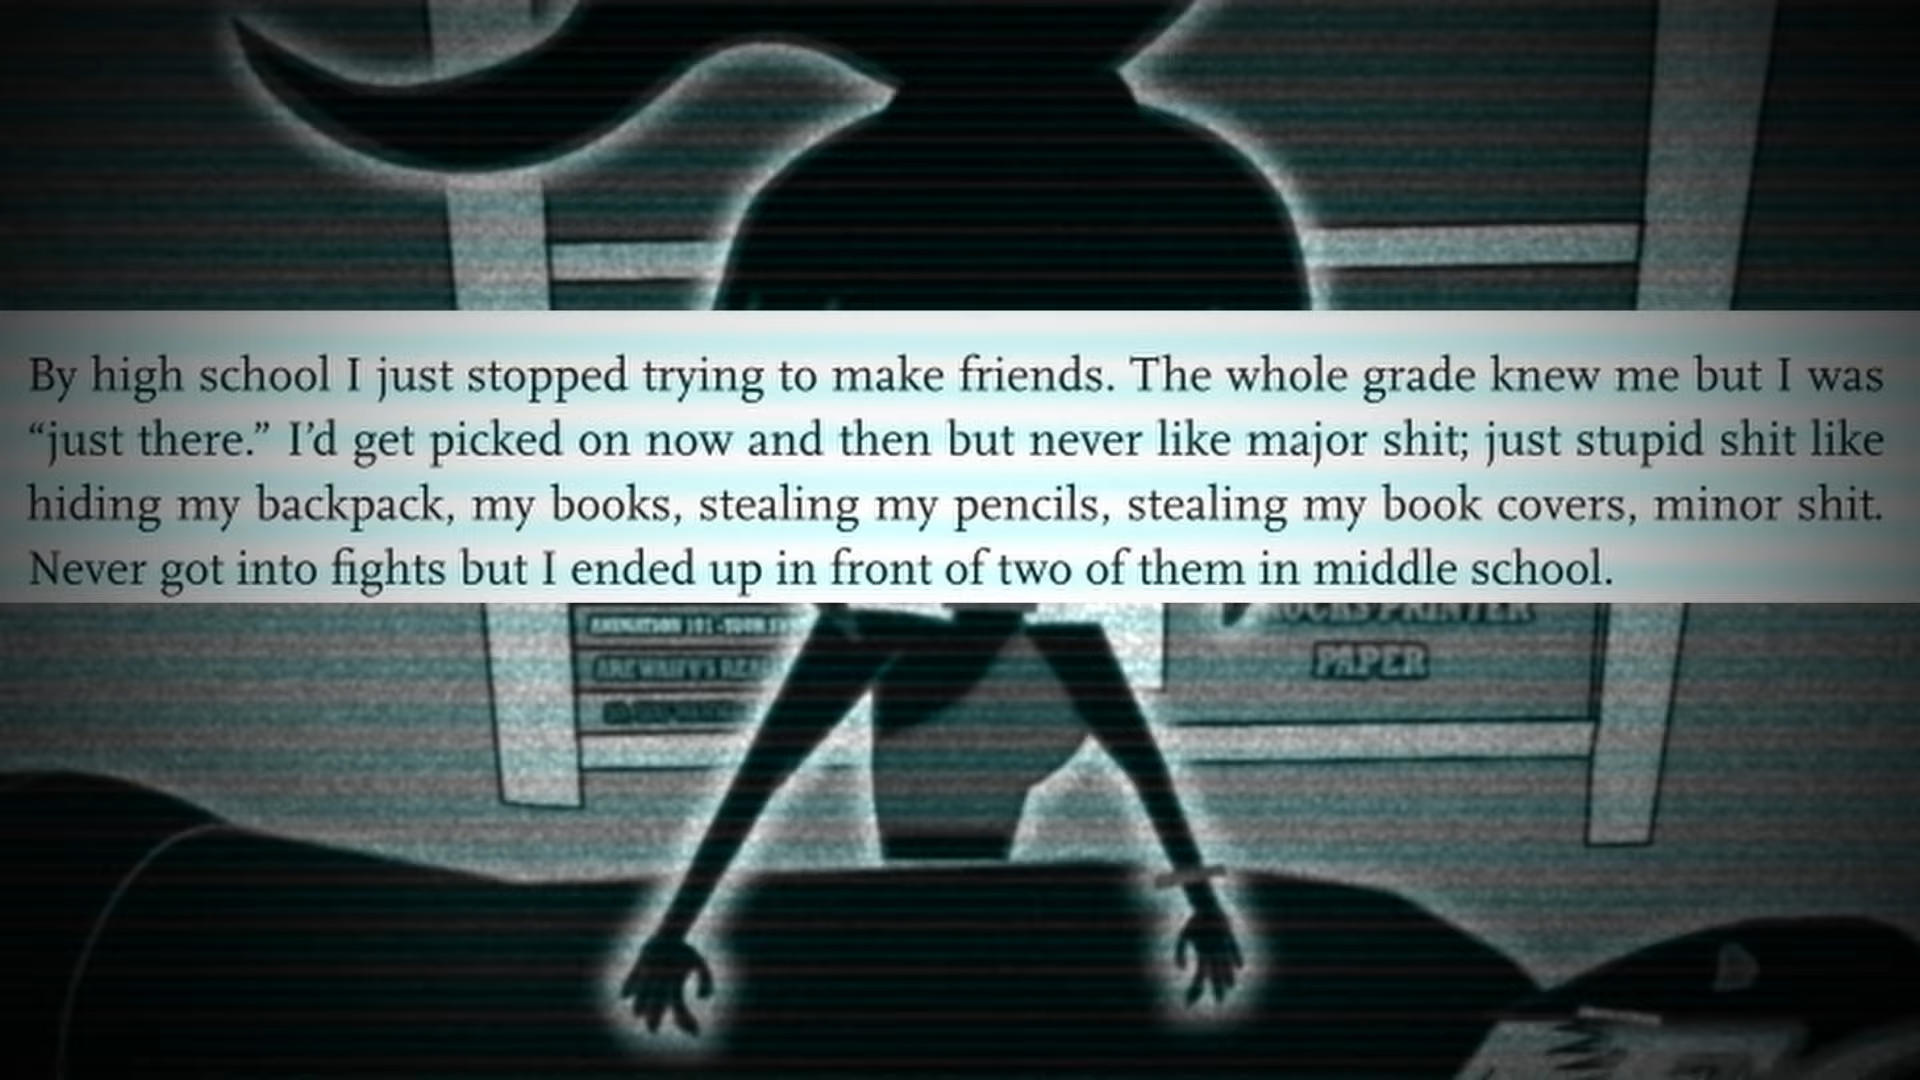 By high school I just stopped trying to make friends. The whole grade knew me but I was
“just there.” I’d get picked on now and then but never like major shit; just stupid shit like
hiding my backpack, my books, stealing my pencils, stealing my book covers, minor shit.
Never got into fights but I ended up in front of two of them in middle school.
PRINTER
PAPER